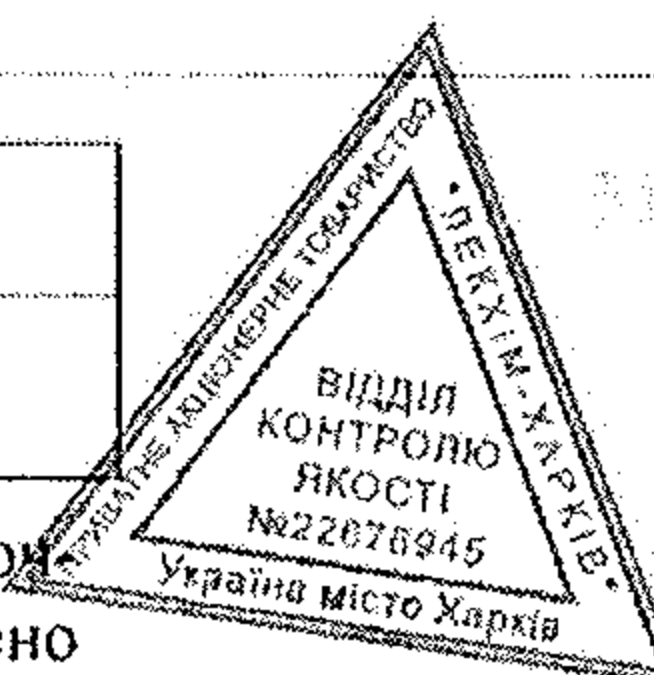 ПРИВАТНЕ АКЦІОНЕРНЕ ТОВАРИСТВО
• ЛЕКХІМ-ХАРКІВ •
ВІДДІЛ
КОНТРОЛЮ
ЯКОСТІ
№22676945
Україна місто Харків